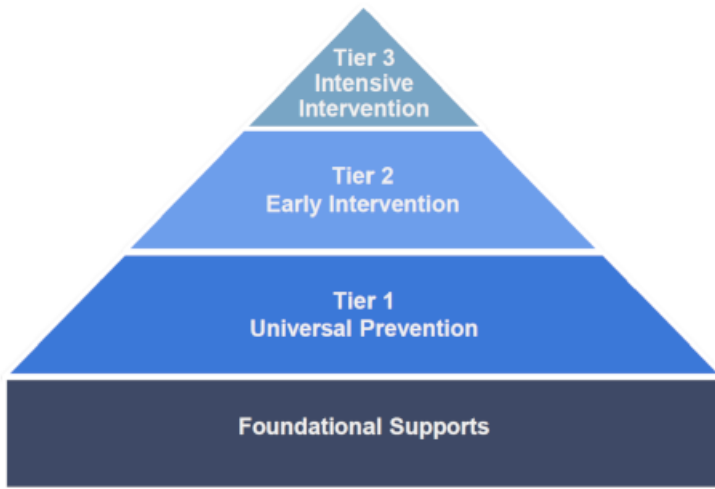 Tier 3
Intensive
Intervention
Tier 2
Early Intervention
Tier 1
Universal Prevention
Foundational Supports